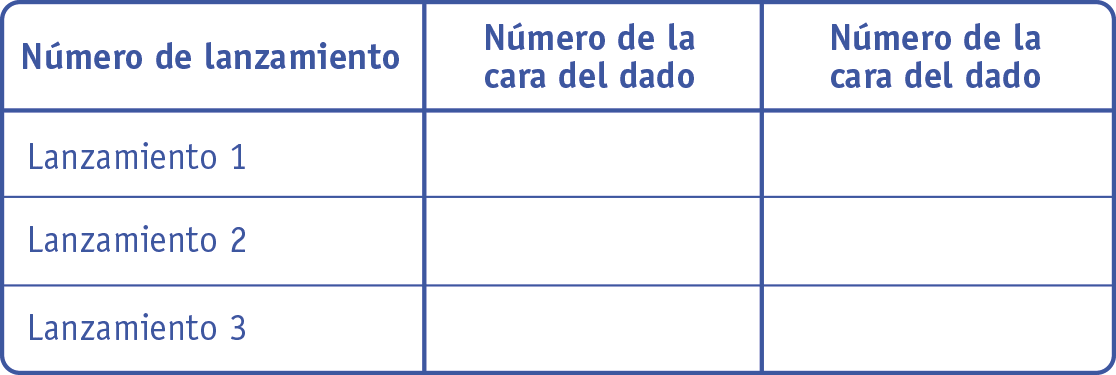 Número de lanzamiento
Número de la
cara del dado
Número de la
cara del dado
Lanzamiento 1
Lanzamiento 2
Lanzamiento 3